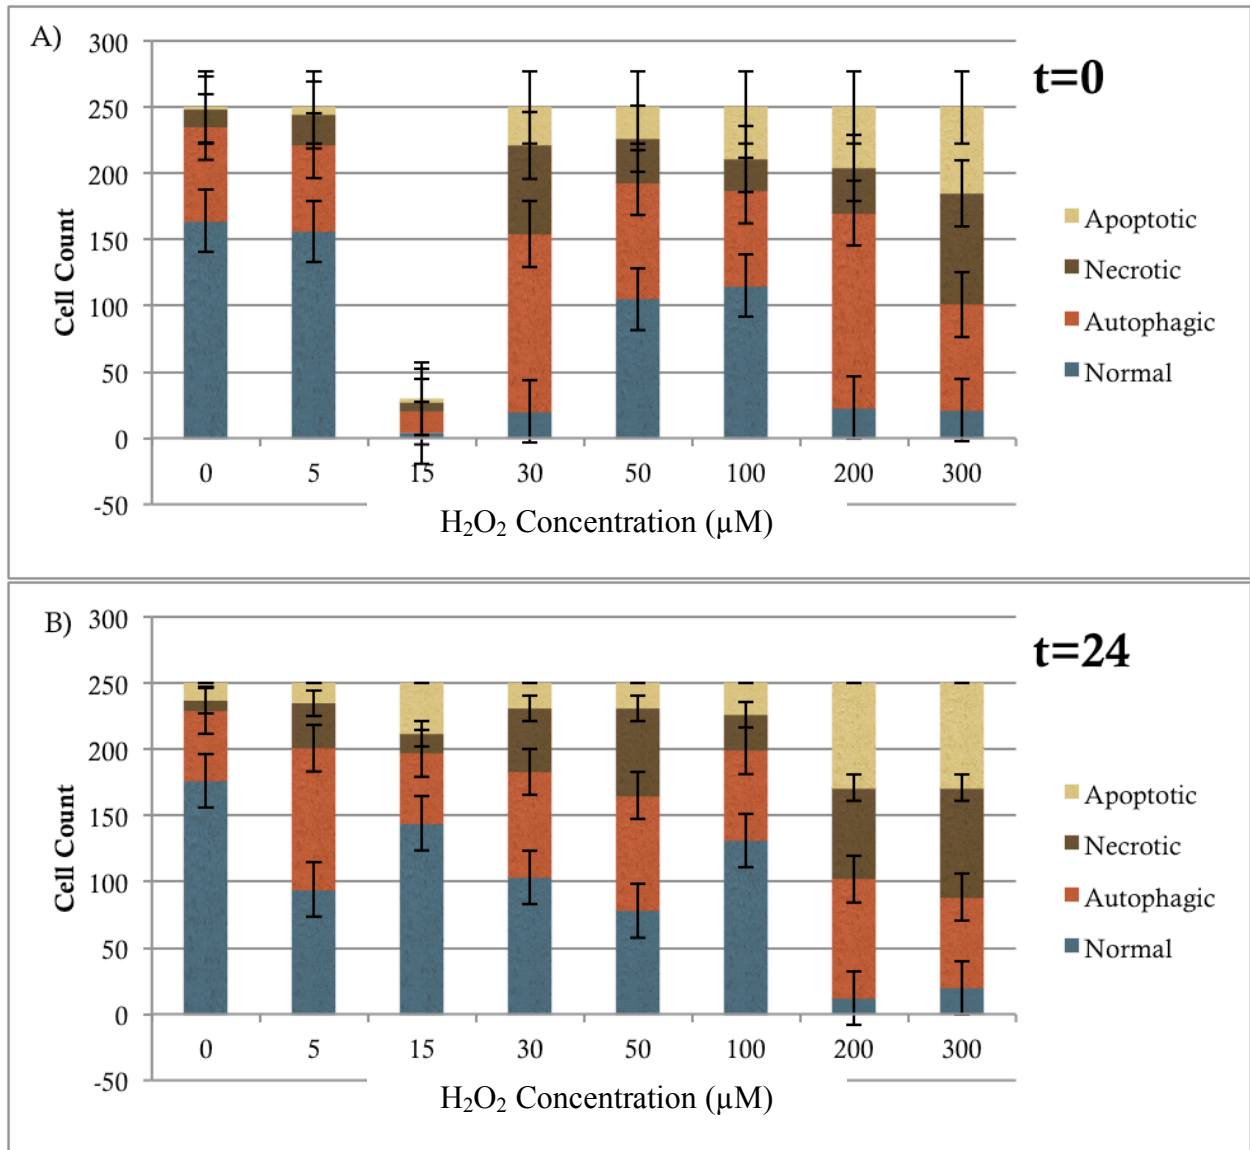 A)
t=0
300
250
200
150
100
50
0
-50
Cell Count
0 5 15 30 50 100 200 300
H₂O₂ Concentration (µM)
Apoptotic
Necrotic
Autophagic
Normal
B)
t=24
300
250
200
150
100
50
0
-50
Cell Count
0 5 15 30 50 100 200 300
H₂O₂ Concentration (µM)
Apoptotic
Necrotic
Autophagic
Normal